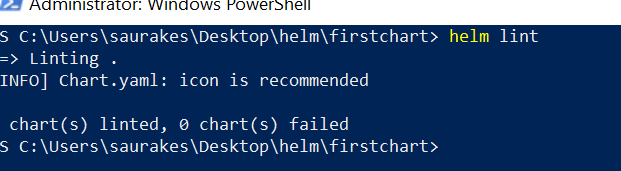 Administrator: Windows PowerShell
S C:\Users\saurakes\Desktop\helm\firstchart> helm lint
=> Linting .
INFO] Chart.yaml: icon is recommended
chart(s) linted, 0 chart(s) failed
S C:\Users\saurakes\Desktop\helm\firstchart>